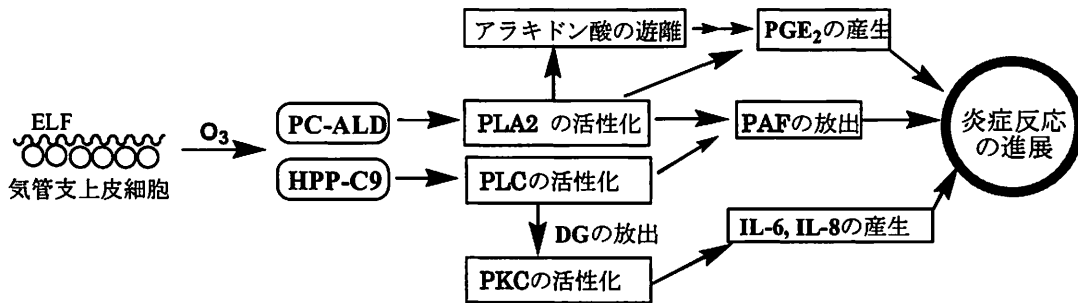 アラキドン酸の遊離
PGE₂の産生
ELF
O₃
PC-ALD
PLA2 の活性化
PAFの放出
炎症反応
の進展
HPP-C9
PLCの活性化
気管支上皮細胞
DGの放出
IL-6, IL-8の産生
PKCの活性化